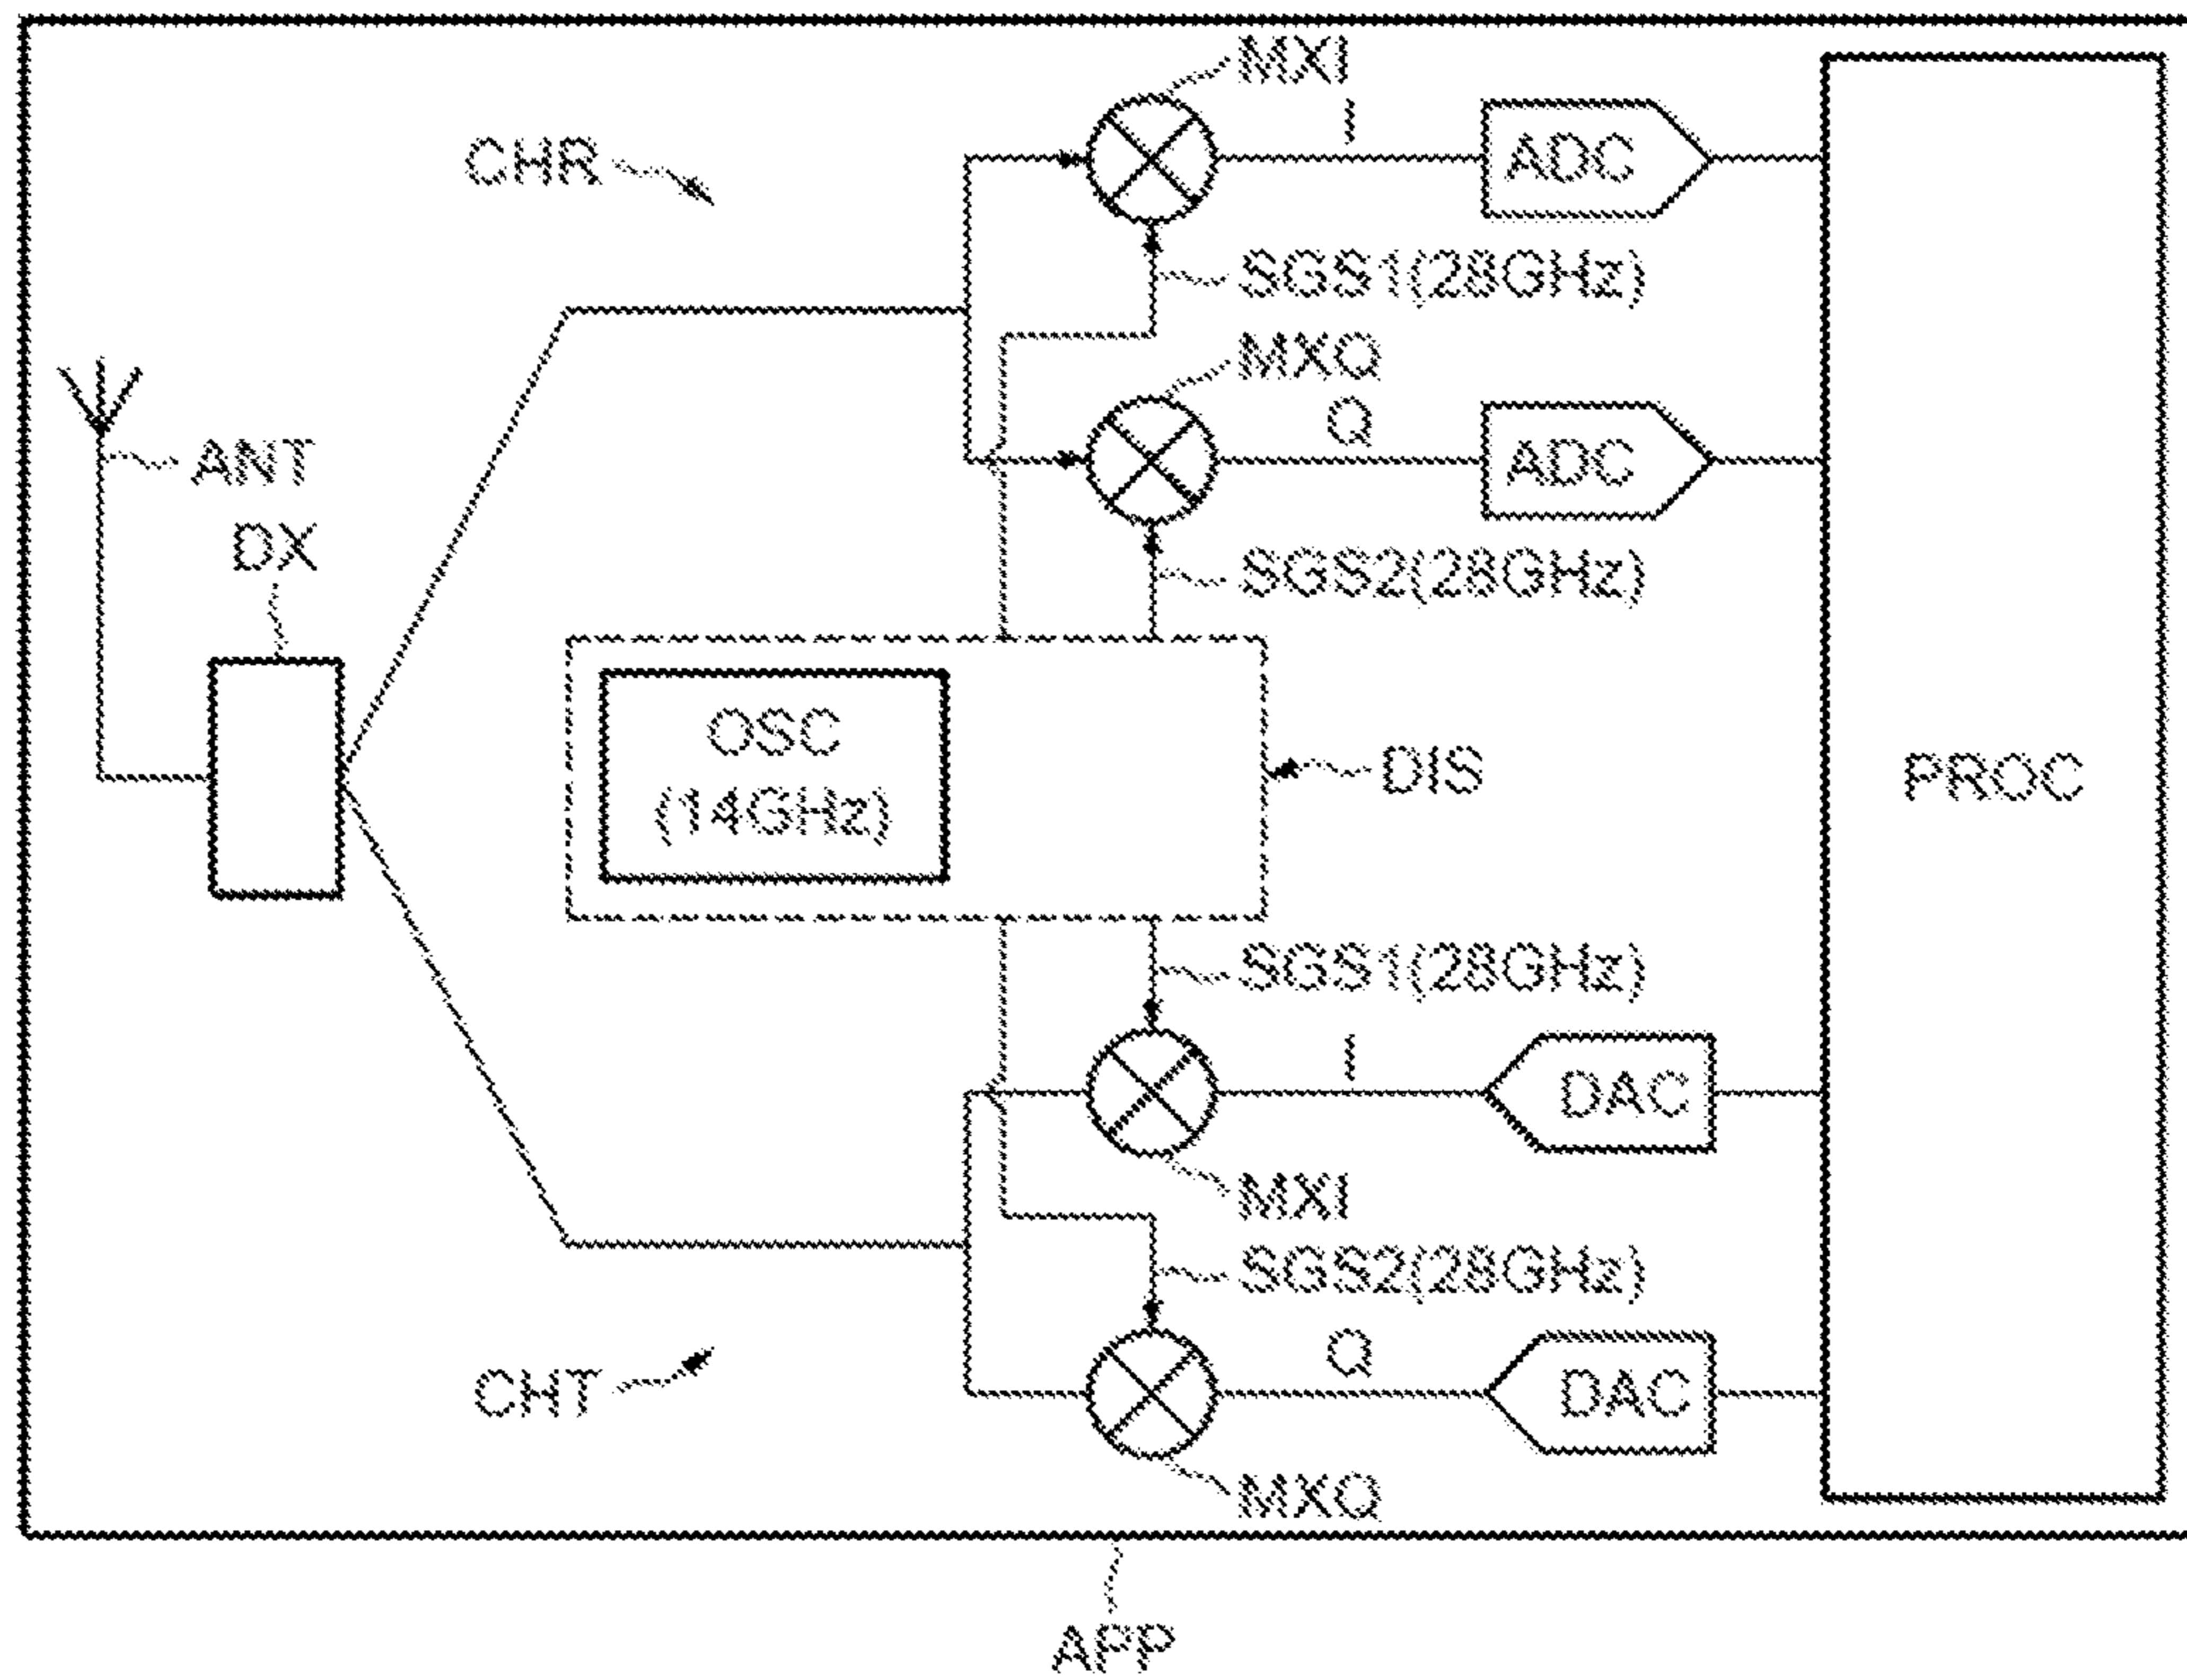 MXI
I
CHR
ADC
SGS1(28GHz)
MXQ
Q
ANT
ADC
DX
SGS2(28GHz)
OSC
(14GHz)
DIS
PROC
SGS1(28GHz)
I
DAC
MXI
SGS2(28GHz)
Q
CHT
DAC
MXQ
APP